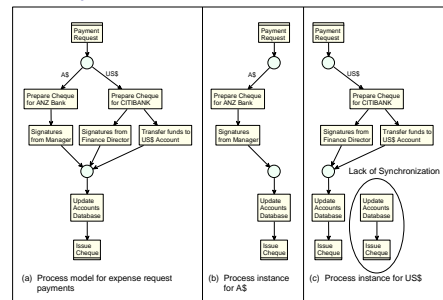 Payment
Request
A$
US$
Prepare Cheque
for ANZ Bank
Prepare Cheque
for CITIBANK
Signatures
from Manager
Signatures from
Finance Director
Transfer funds to
US$ Account
Update
Accounts
Database
Issue
Cheque
(a) Process model for expense request
payments
Payment
Request
A$
Prepare Cheque
for ANZ Bank
Signatures
from Manager
Update
Accounts
Database
Issue
Cheque
(b) Process instance
for A$
Payment
Request
US$
Prepare Cheque
for CITIBANK
Signatures from
Finance Director
Transfer funds to
US$ Account
Lack of Synchronization
Update
Accounts
Database
Update
Accounts
Database
Issue
Cheque
Issue
Cheque
(c) Process instance for US$